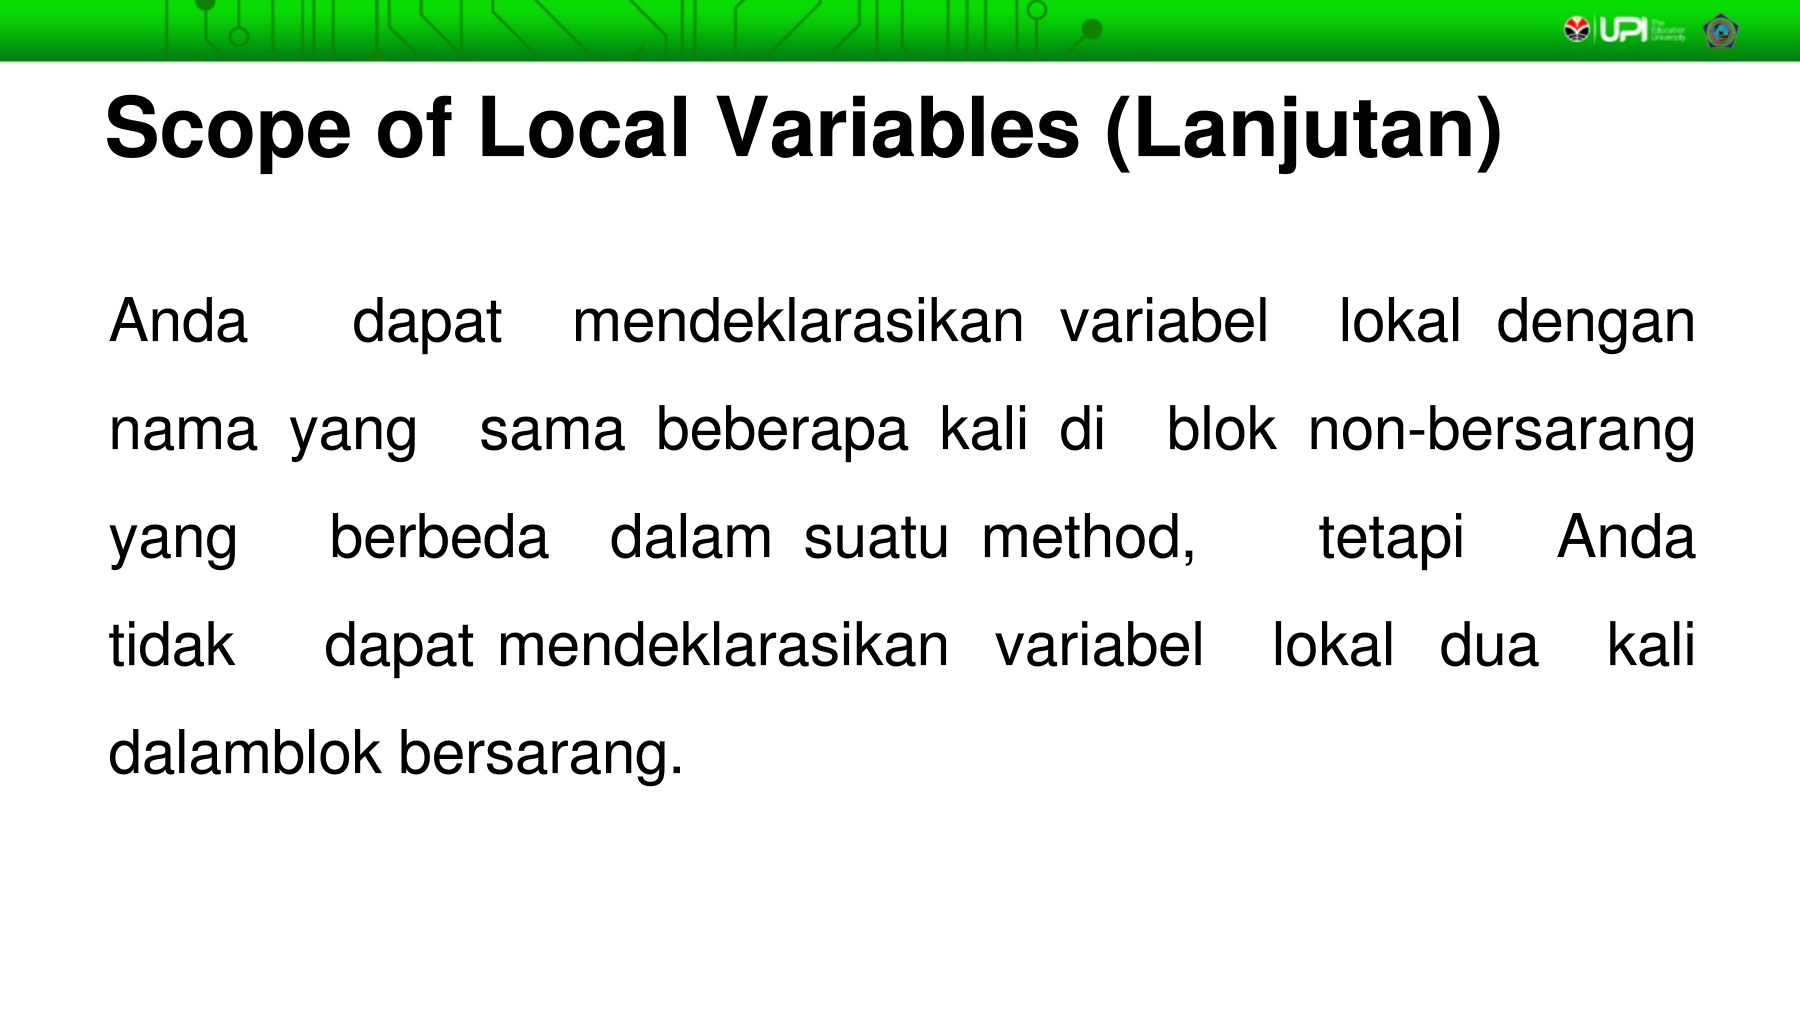 UPI The Education University
Scope of Local Variables (Lanjutan)
Anda dapat mendeklarasikan variabel lokal dengan
nama yang sama beberapa kali di blok non-bersarang
yang berbeda dalam suatu method, tetapi Anda
tidak dapat mendeklarasikan variabel lokal dua kali
dalamblok bersarang.